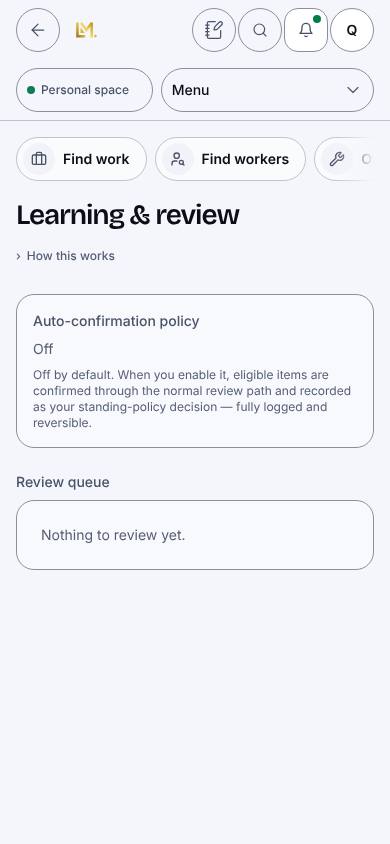 LM.
Q
Personal space
Menu
Find work
Find workers
Learning & review
› How this works
Auto-confirmation policy
Off
Off by default. When you enable it, eligible items are
confirmed through the normal review path and recorded
as your standing-policy decision — fully logged and
reversible.
Review queue
Nothing to review yet.